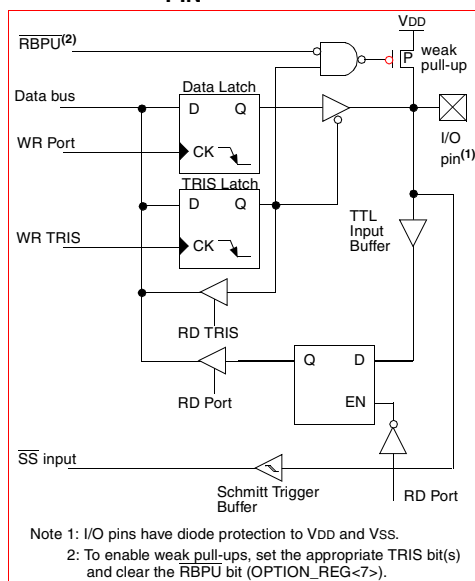 PIN
VDD
RBPU(2)
P
weak
pull-up
Data bus
Data Latch
D Q
WR Port
CK
I/O
pin(1)
TRIS Latch
D Q
WR TRIS
CK
TTL
Input
Buffer
RD TRIS
Q D
EN
RD Port
SS input
Schmitt Trigger
Buffer
RD Port
Note 1: I/O pins have diode protection to VDD and VSS.
2: To enable weak pull-ups, set the appropriate TRIS bit(s)
and clear the RBPU bit (OPTION_REG<7>).